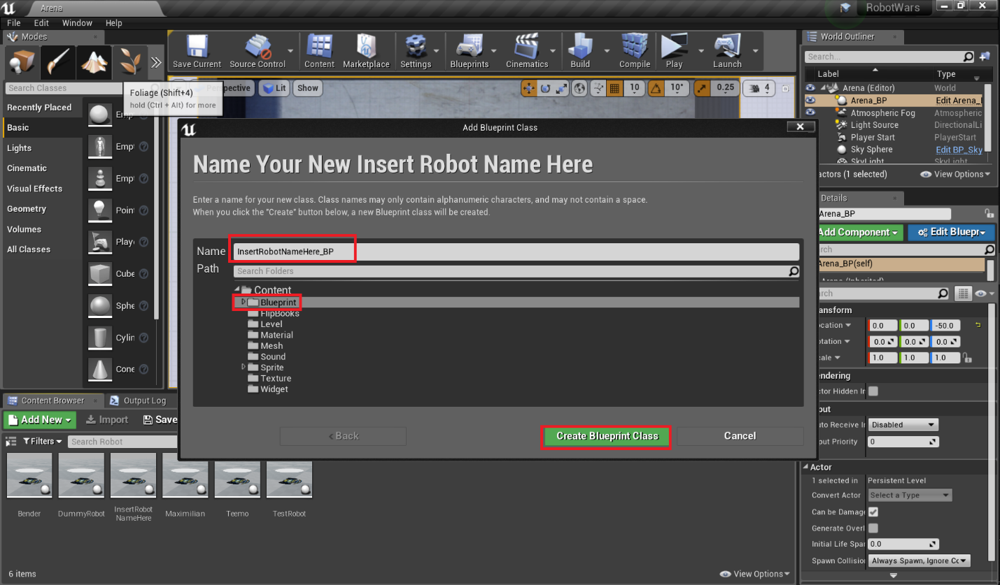 Arena
RobotWars
File Edit Window Help
Modes
Save Current Source Control Content Marketplace Settings Blueprints Cinematics Build Compile Play Launch
Search Classes
Foliage (Shift+4)
hold (Ctrl + Alt) for more
Perspective Lit Show
10 10° 0.25 4
Recently Placed
Basic
Lights
Cinematic
Visual Effects
Geometry
Volumes
All Classes
Empt
Empt
Poin
Playe
Cube
Sphe
Cylin
Cone
World Outliner
Search...
Label Type
Arena (Editor) World
Arena_BP Edit Arena_
Atmospheric Fog Atmospheric
Light Source DirectionalLi
Player Start PlayerStart
Sky Sphere Edit BP_Sky
SkyLight SkyLight
actors (1 selected) View Options
Add Blueprint Class
Name Your New Insert Robot Name Here
Enter a name for your new class. Class names may only contain alphanumeric characters, and may not contain a space.
When you click the "Create" button below, a new Blueprint class will be created.
Name InsertRobotNameHere_BP
Path Search Folders
Content
Blueprint
FlipBooks
Level
Material
Mesh
Sound
Sprite
Texture
Widget
< Back Create Blueprint Class Cancel
Details
Arena_BP
Add Component Edit Bluepr
rch
Arena_BP(self)
rch
ansform
ocation 0.0 0.0 -50.0
otation 0.0 0.0 0.0
cale 1.0 1.0 1.0
endering
ctor Hidden In
put
uto Receive I Disabled
put Priority 0
Actor
1 selected in Persistent Level
Convert Actor Select a Type
Can be Damage
Generate Overl
Initial Life Span 0.0
Spawn Collision Always Spawn, Ignore Co
Content Browser Output Log
Add New Import Save
Filters Search Robot
Bender
DummyRobot
InsertRobot
NameHere
Maximilian
Teemo
TestRobot
6 items View Options